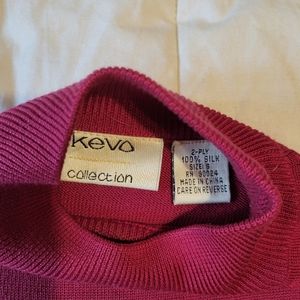 Kevo
collection
2-PLY
100% SILK
SIZE: S
RN 90024
MADE IN CHINA
CARE ON REVERSE